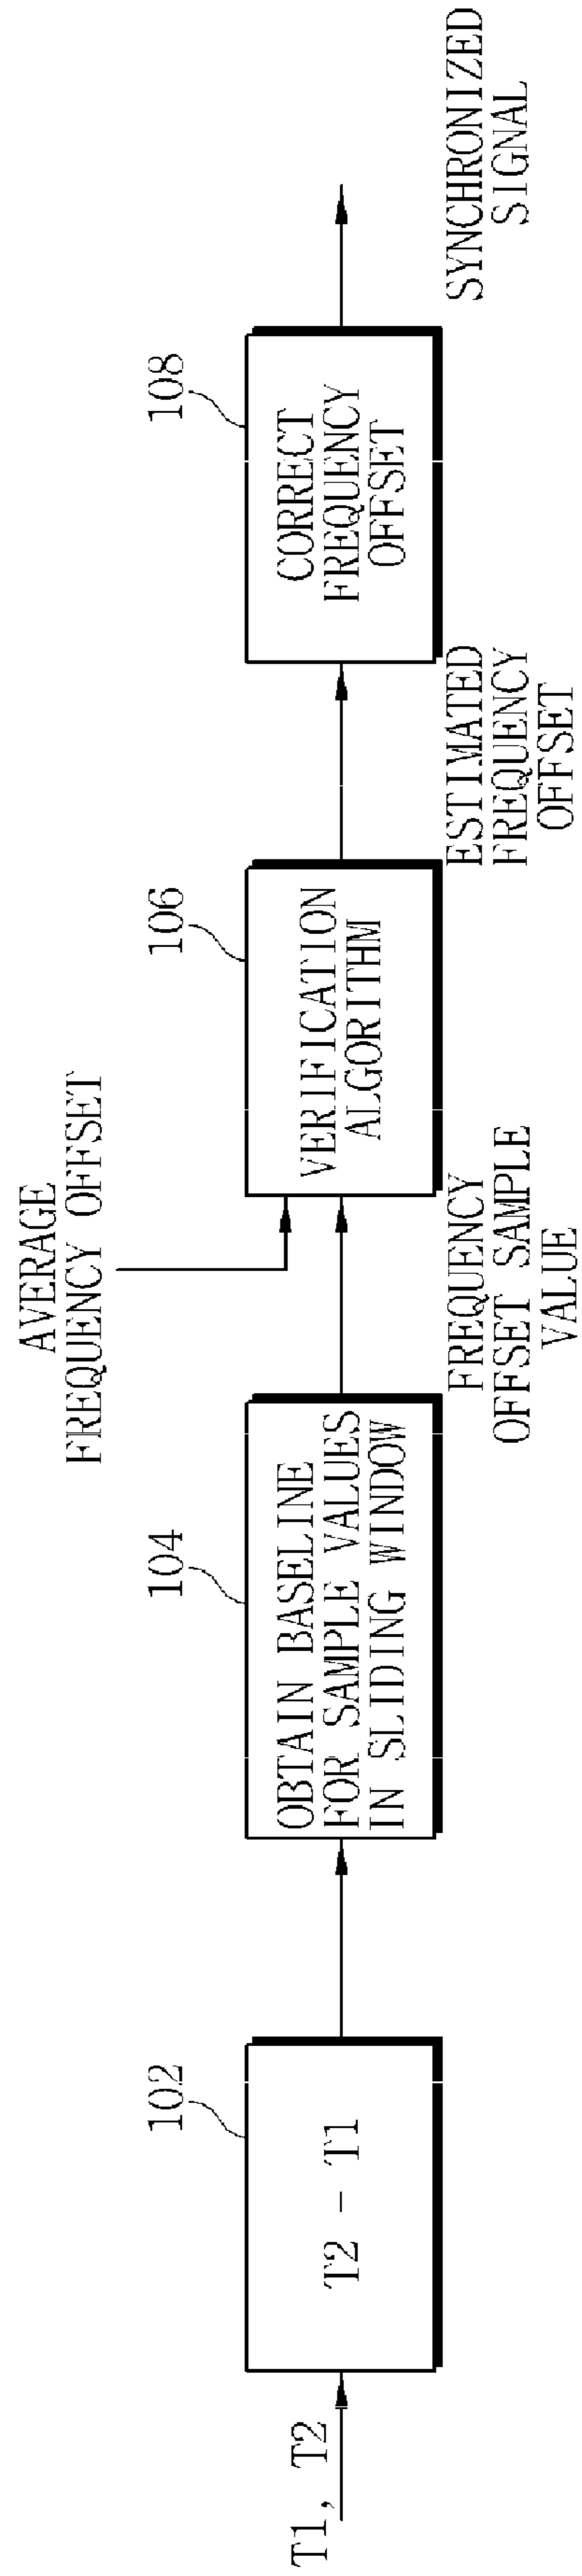 T1, T2
102
T2 - T1
104
OBTAIN BASELINE
FOR SAMPLE VALUES
IN SLIDING WINDOW
AVERAGE
FREQUENCY OFFSET
FREQUENCY
OFFSET SAMPLE
VALUE
106
VERIFICATION
ALGORITHM
ESTIMATED
FREQUENCY
OFFSET
108
CORRECT
FREQUENCY
OFFSET
SYNCHRONIZED
SIGNAL